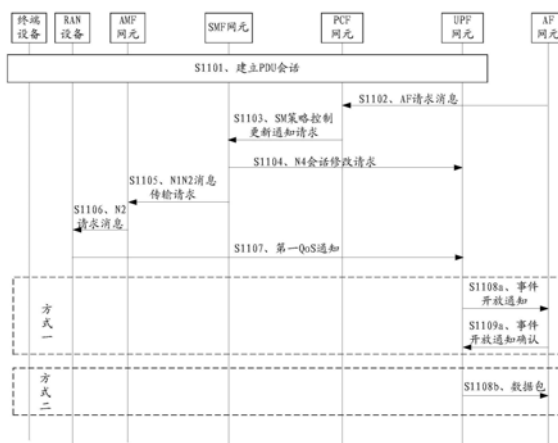 终端 RAN AMF SMF网元 PCF UPF AF
设备 设备 网元 网元 网元 网元
S1101、建立PDU会话
S1102、AF请求消息
S1103、SM策略控制
更新通知请求
S1104、N4会话修改请求
S1105、N1N2消息
传输请求
S1106、N2
请求消息
S1107、第一QoS通知
方式一
S1108a、事件
开放通知
S1109a、事件
开放通知确认
方式二
S1108b、数据包